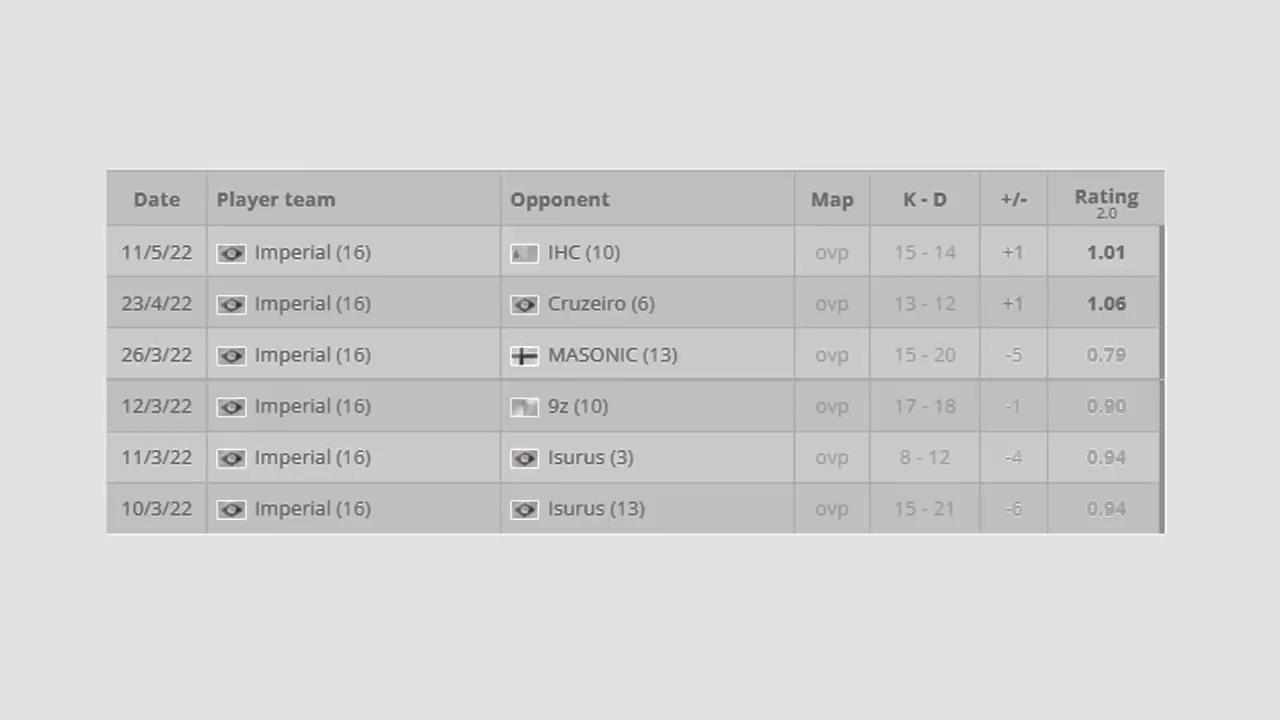 Date Player team Opponent Map K - D +/- Rating 2.0
11/5/22 Imperial (16) IHC (10) ovp 15 - 14 +1 1.01
23/4/22 Imperial (16) Cruzeiro (6) ovp 13 - 12 +1 1.06
26/3/22 Imperial (16) MASONIC (13) ovp 15 - 20 -5 0.79
12/3/22 Imperial (16) 9z (10) ovp 17 - 18 -1 0.90
11/3/22 Imperial (16) Isurus (3) ovp 8 - 12 -4 0.94
10/3/22 Imperial (16) Isurus (13) ovp 15 - 21 -6 0.94